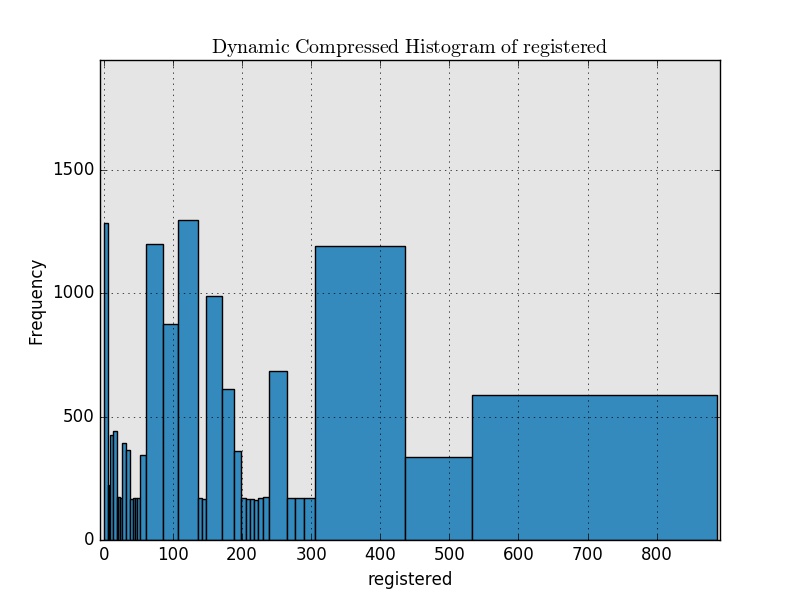 Dynamic Compressed Histogram of registered
1500
1000
500
0
Frequency
0 100 200 300 400 500 600 700 800
registered